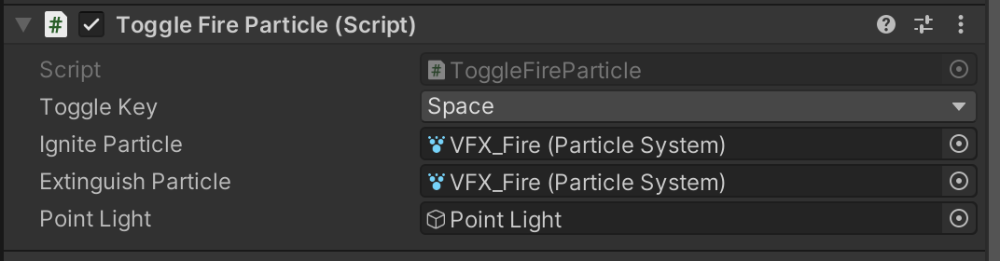 Toggle Fire Particle (Script)
Script # ToggleFireParticle
Toggle Key Space
Ignite Particle VFX_Fire (Particle System)
Extinguish Particle VFX_Fire (Particle System)
Point Light Point Light